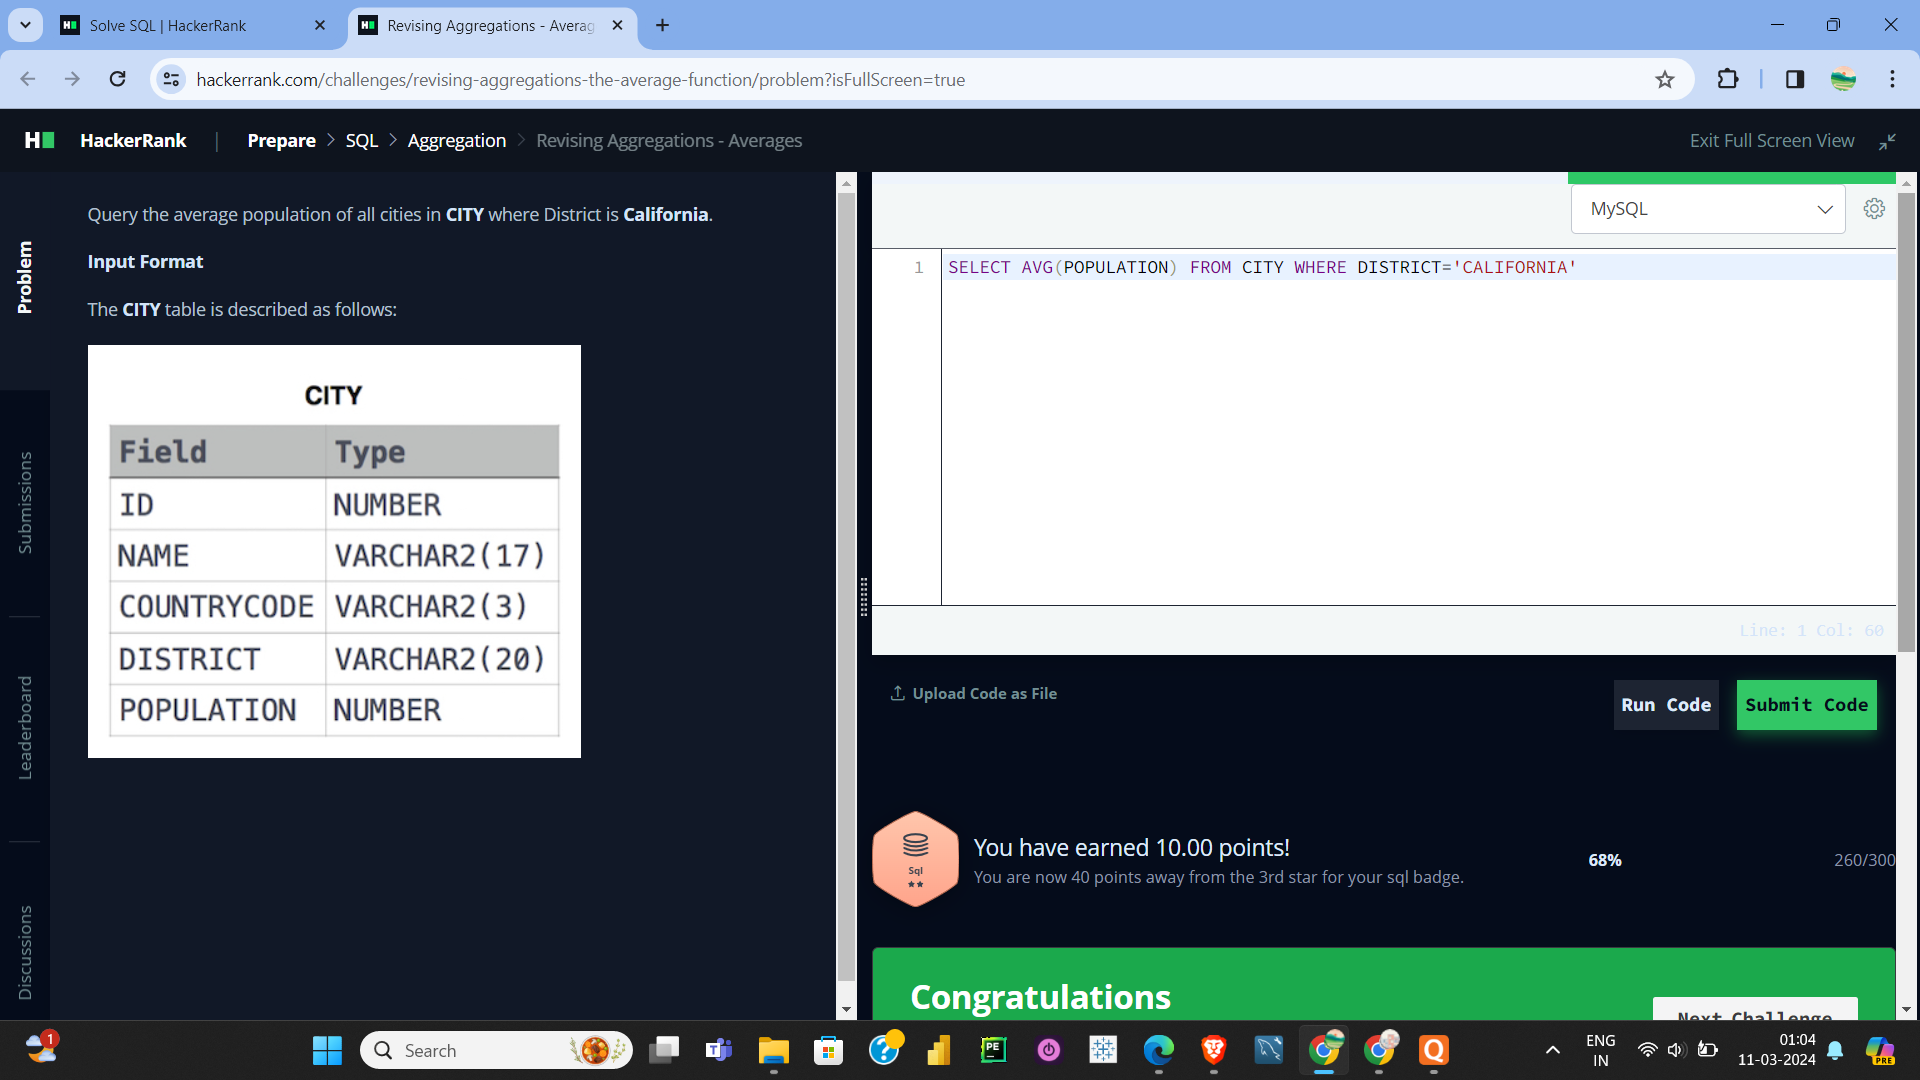 Solve SQL | HackerRank
Revising Aggregations - Averag
hackerrank.com/challenges/revising-aggregations-the-average-function/problem?isFullScreen=true
HackerRank | Prepare > SQL > Aggregation > Revising Aggregations - Averages
Exit Full Screen View
Problem
Submissions
Leaderboard
Discussions
Query the average population of all cities in CITY where District is California.
Input Format
The CITY table is described as follows:
CITY
Field Type
ID NUMBER
NAME VARCHAR2(17)
COUNTRYCODE VARCHAR2(3)
DISTRICT VARCHAR2(20)
POPULATION NUMBER
MySQL
1 SELECT AVG(POPULATION) FROM CITY WHERE DISTRICT='CALIFORNIA'
Line: 1 Col: 60
Upload Code as File
Run Code
Submit Code
Sql
You have earned 10.00 points!
You are now 40 points away from the 3rd star for your sql badge.
68%
260/300
Congratulations
Next Challenge
1
Search
PE
ENG
IN
01:04
11-03-2024
PRE